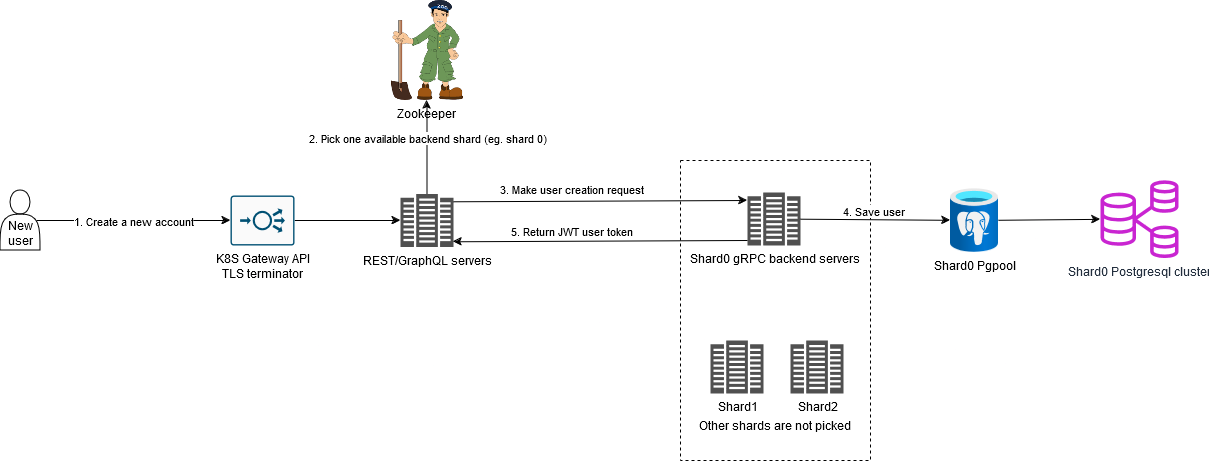 ZOO
Zookeeper
2. Pick one available backend shard (eg. shard 0)
New
user
1. Create a new account
K8S Gateway API
TLS terminator
REST/GraphQL servers
3. Make user creation request
5. Return JWT user token
Shard0 gRPC backend servers
4. Save user
Shard0 Pgpool
Shard0 Postgresql cluster
Shard1
Shard2
Other shards are not picked